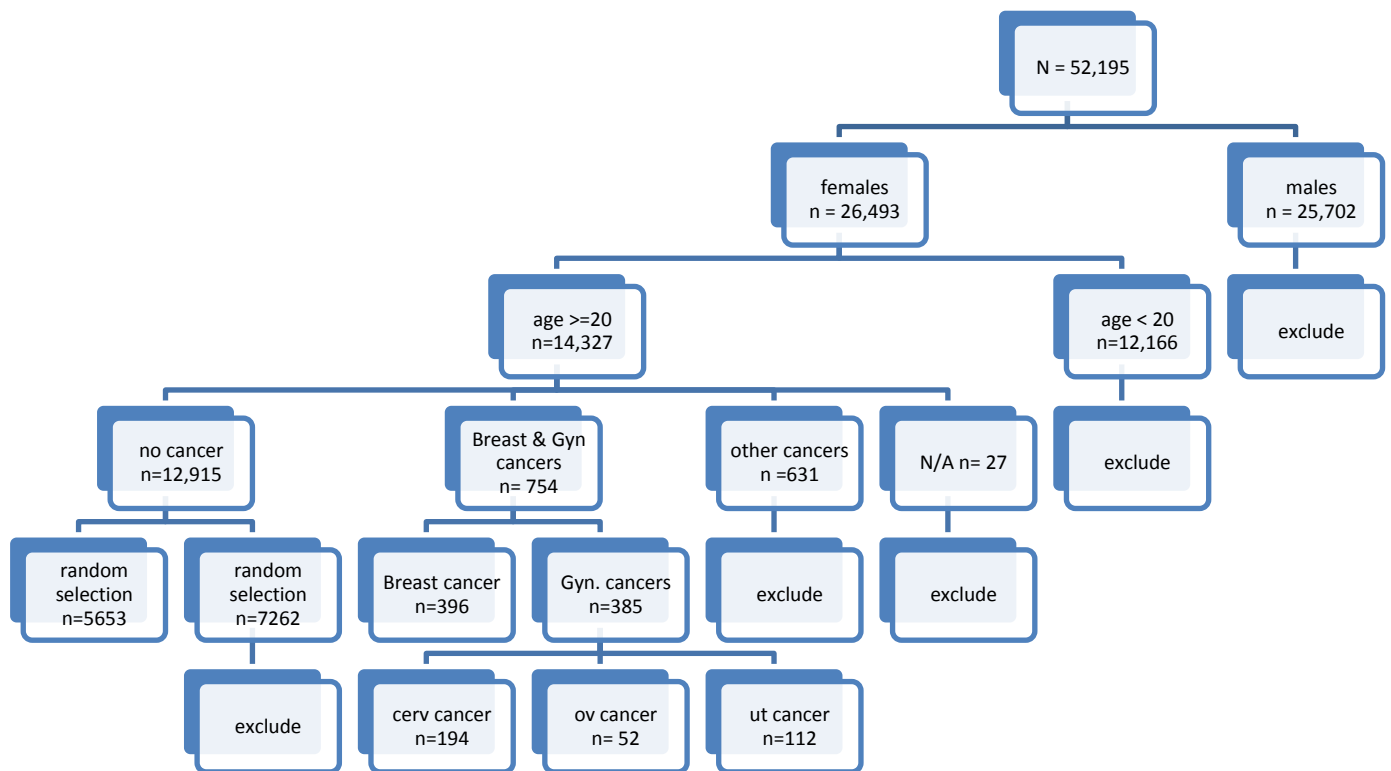 N = 52,195
females
n = 26,493
males
n = 25,702
age >=20
n=14,327
age < 20
n=12,166
exclude
no cancer
n=12,915
Breast & Gyn
cancers
n= 754
other cancers
n =631
N/A n= 27
exclude
random
selection
n=5653
random
selection
n=7262
Breast cancer
n=396
Gyn. cancers
n=385
exclude
exclude
exclude
cerv cancer
n=194
ov cancer
n= 52
ut cancer
n=112